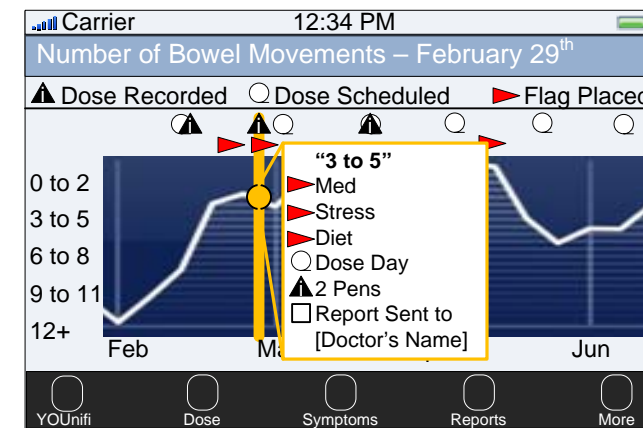 Carrier 12:34 PM
Number of Bowel Movements – February 29th
Dose Recorded Dose Scheduled Flag Placed
"3 to 5"
Med
Stress
Diet
Dose Day
2 Pens
Report Sent to
[Doctor's Name]
0 to 2
3 to 5
6 to 8
9 to 11
12+
Feb Jun
YOUnifi Dose Symptoms Reports More